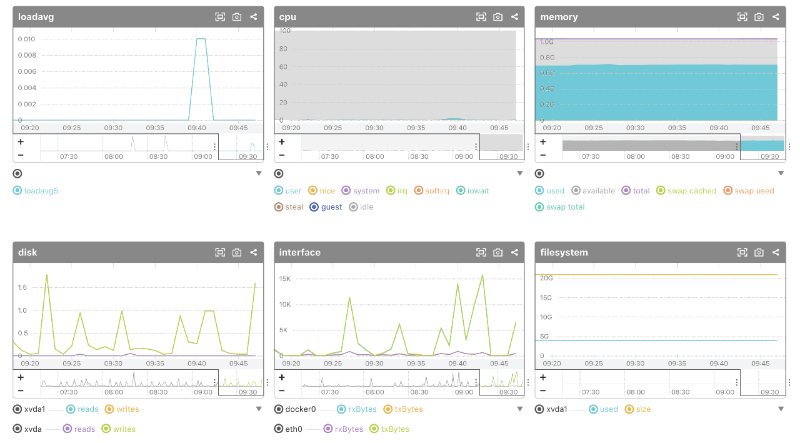 loadavg
0.010
0.008
0.006
0.004
0.002
0
09:20 09:25 09:30 09:35 09:40 09:45
+
−
07:30 08:00 08:30 09:00 09:30
loadavg5
cpu
100
80
60
40
20
0
09:20 09:25 09:30 09:35 09:40 09:45
+
−
07:30 08:00 08:30 09:00 09:30
user nice system irq softirq iowait
steal guest idle
memory
1.0G
0.8G
0.6G
0.4G
0.2G
0
09:20 09:25 09:30 09:35 09:40 09:45
+
−
07:30 08:00 08:30 09:00 09:30
used available total swap cached swap used
swap total
disk
1.5
1.0
0.5
0
09:20 09:25 09:30 09:35 09:40 09:45
+
−
07:30 08:00 08:30 09:00 09:30
xvda1 reads writes
xvda reads writes
interface
15K
10K
5K
0
09:20 09:25 09:30 09:35 09:40 09:45
+
−
07:30 08:00 08:30 09:00 09:30
docker0 rxBytes txBytes
eth0 rxBytes txBytes
filesystem
20G
15G
10G
5G
0
09:20 09:25 09:30 09:35 09:40 09:45
+
−
07:30 08:00 08:30 09:00 09:30
xvda1 used size